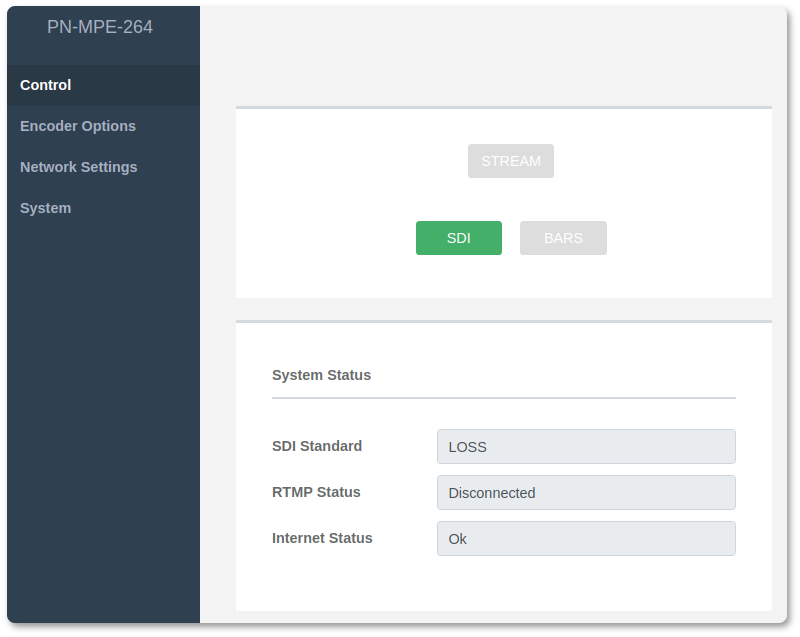 PN-MPE-264
Control
Encoder Options
Network Settings
System
STREAM
SDI BARS
System Status
SDI Standard LOSS
RTMP Status Disconnected
Internet Status Ok